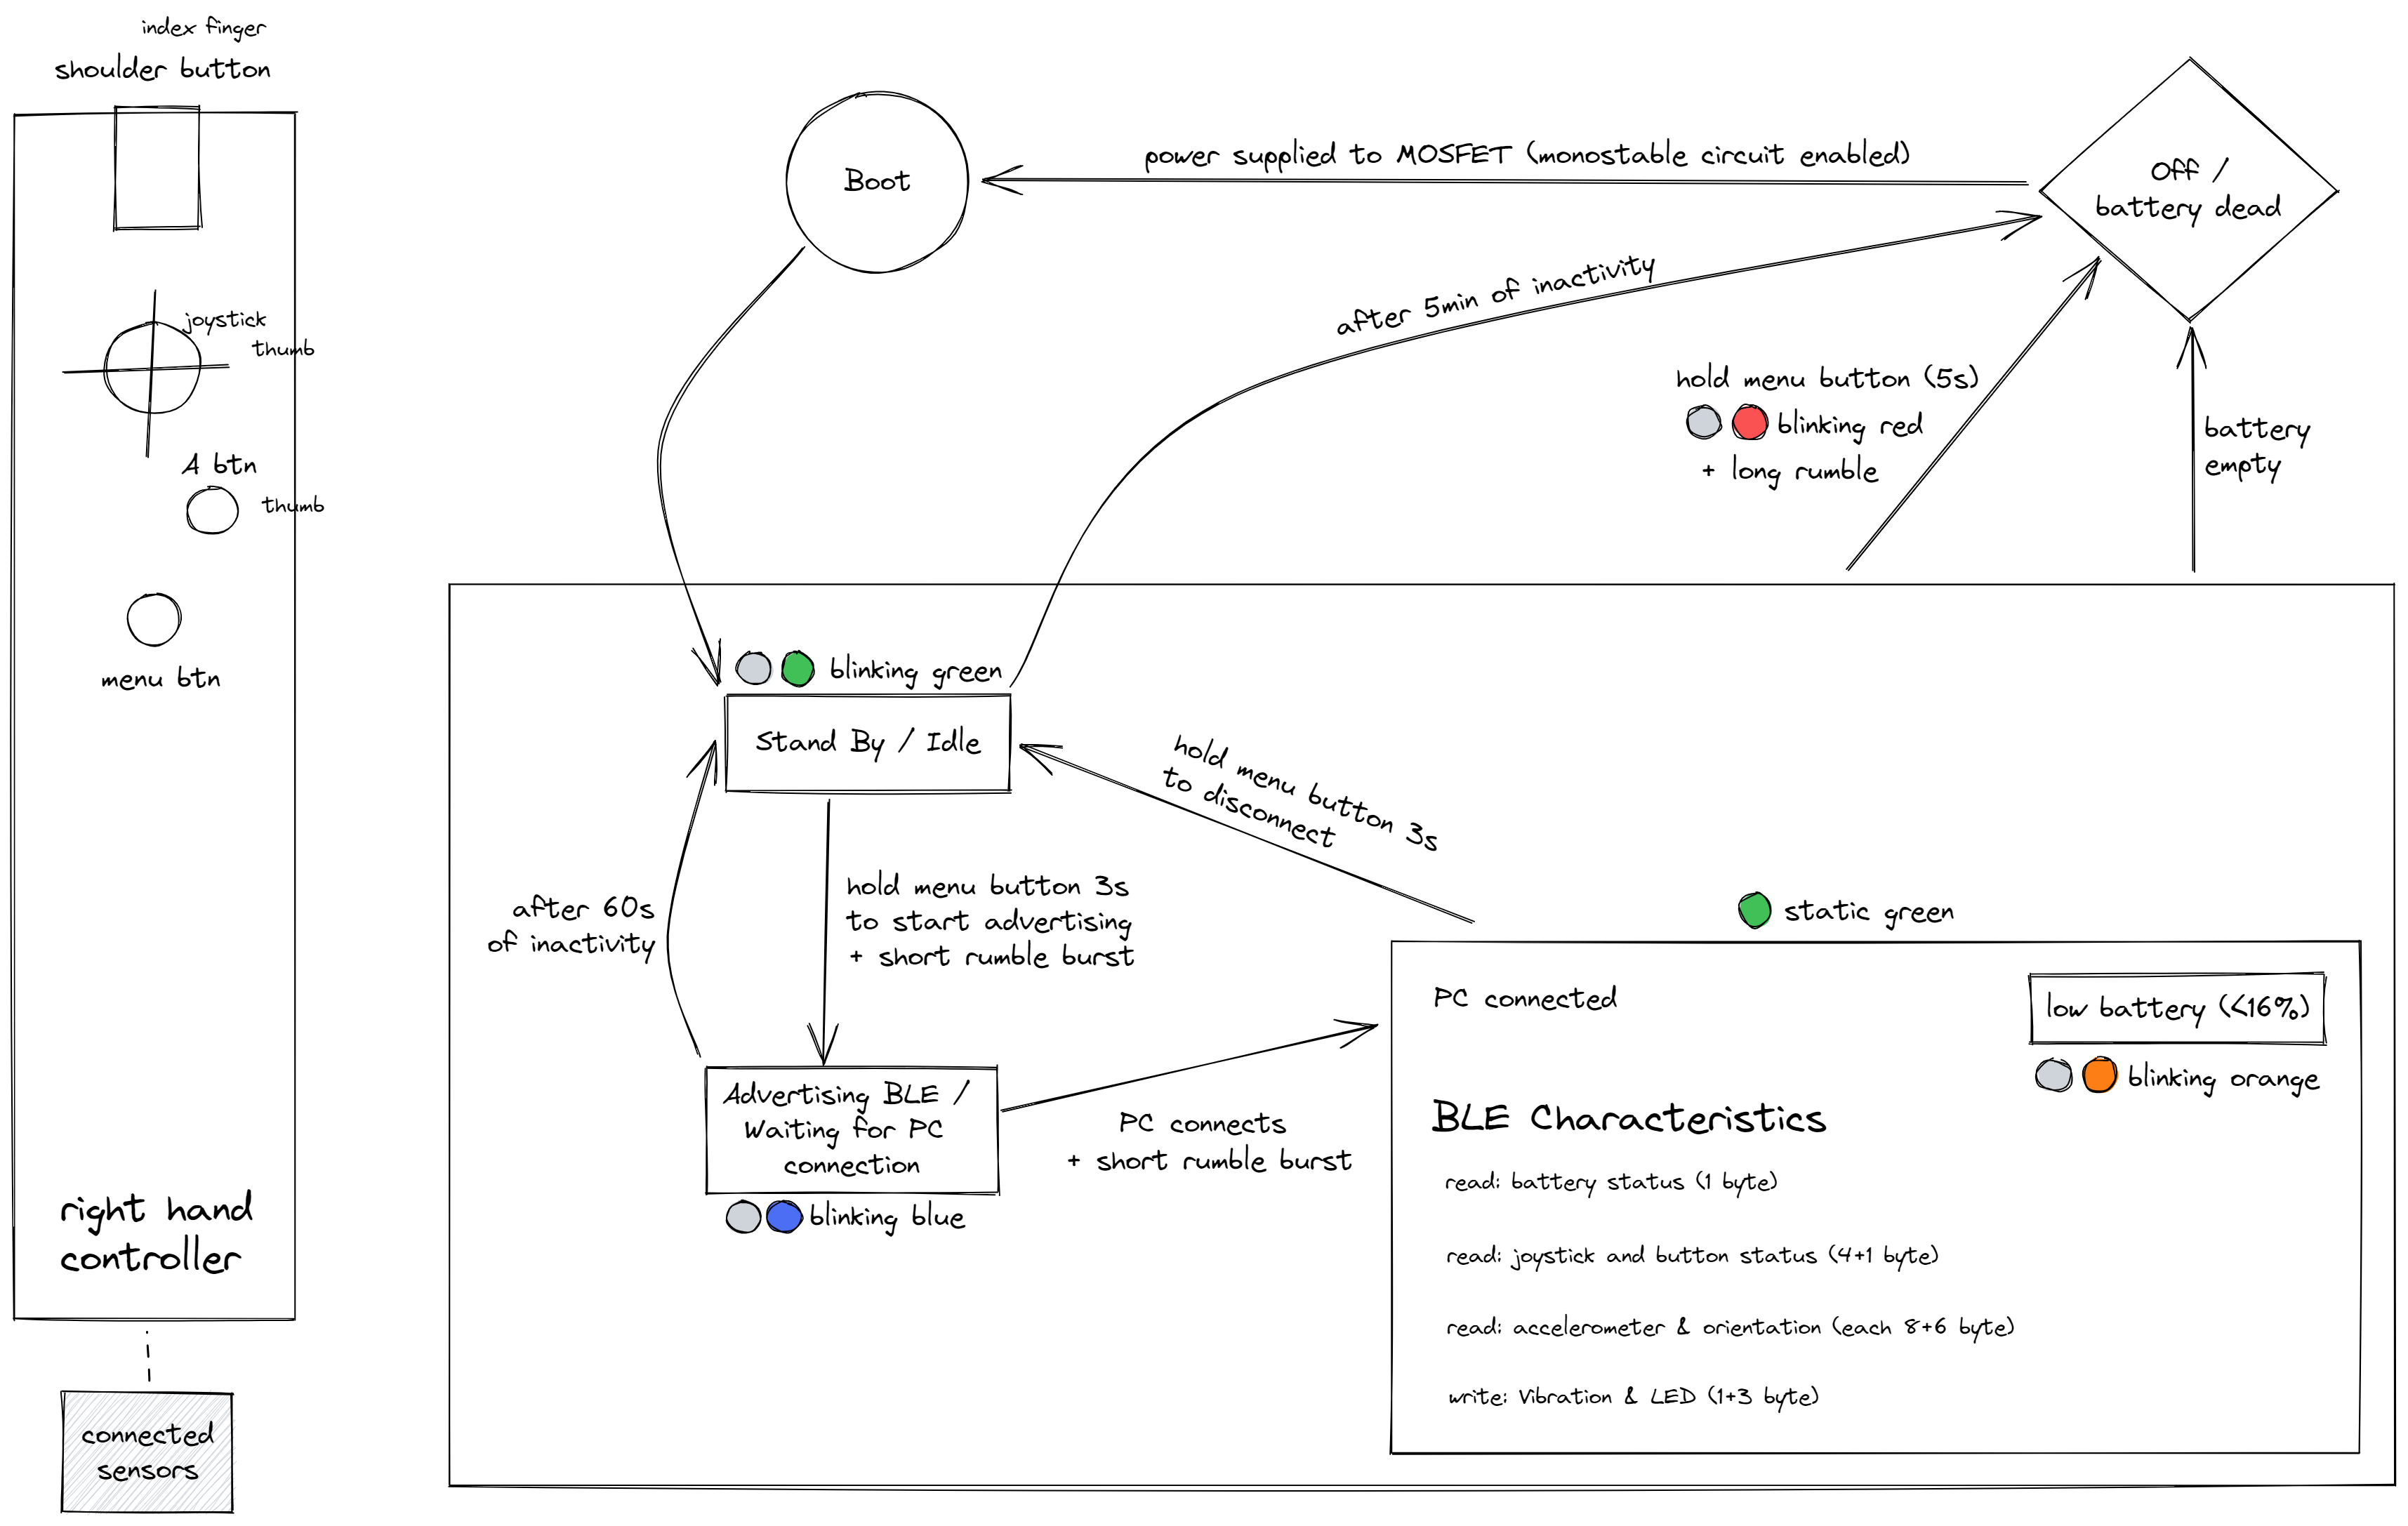 index finger
shoulder button
joystick
thumb
A btn
thumb
menu btn
right hand
controller
connected
sensors
Boot
power supplied to MOSFET (monostable circuit enabled)
Off /
battery dead
after 5min of inactivity
hold menu button (5s)
blinking red
+ long rumble
battery
empty
blinking green
Stand By / Idle
hold menu button 3s
to disconnect
after 60s
of inactivity
hold menu button 3s
to start advertising
+ short rumble burst
Advertising BLE /
Waiting for PC
connection
blinking blue
PC connects
+ short rumble burst
static green
PC connected
low battery (<16%)
blinking orange
BLE Characteristics
read: battery status (1 byte)
read: joystick and button status (4+1 byte)
read: accelerometer & orientation (each 8+6 byte)
write: Vibration & LED (1+3 byte)